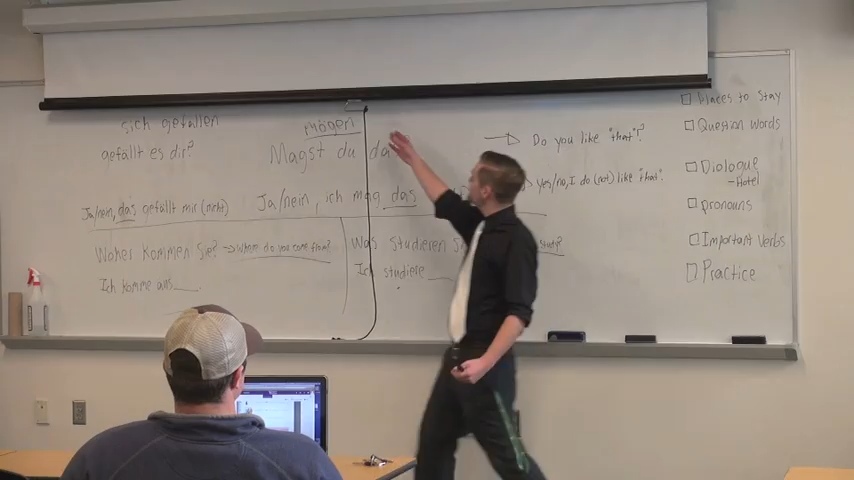 sich gefallen
gefällt es dir?
Ja/nein, das gefällt mir (nicht)
mögen
Magst du da
Ja/nein, ich mag das
Do you like "that"?
yes/no, I do (not) like "that".
Woher kommen Sie? → Where do you come from?
Ich komme aus____.
Was studieren
study?
Ich studiere
□ Places to Stay
□ Question words
□ Dialogue
-Hotel
□ pronouns
□ Important Verbs
□ Practice